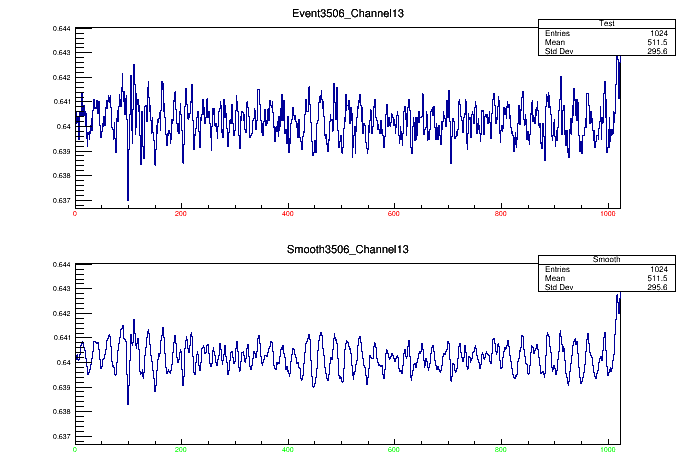 Event3506_Channel13
Test
Entries 1024
Mean 511.5
Std Dev 295.6
0.644
0.643
0.642
0.641
0.64
0.639
0.638
0.637
0 200 400 600 800 1000
Smooth3506_Channel13
Smooth
Entries 1024
Mean 511.5
Std Dev 295.6
0.644
0.643
0.642
0.641
0.64
0.639
0.638
0.637
0 200 400 600 800 1000